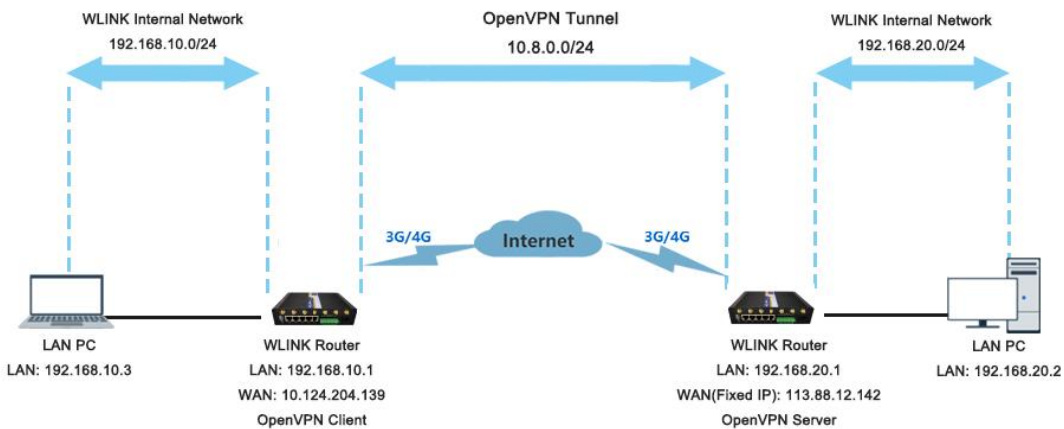 WLINK Internal Network
192.168.10.0/24
OpenVPN Tunnel
10.8.0.0/24
WLINK Internal Network
192.168.20.0/24
3G/4G
Internet
3G/4G
LAN PC
LAN: 192.168.10.3
WLINK Router
LAN: 192.168.10.1
WAN: 10.124.204.139
OpenVPN Client
WLINK Router
LAN: 192.168.20.1
WAN(Fixed IP): 113.88.12.142
OpenVPN Server
LAN PC
LAN: 192.168.20.2